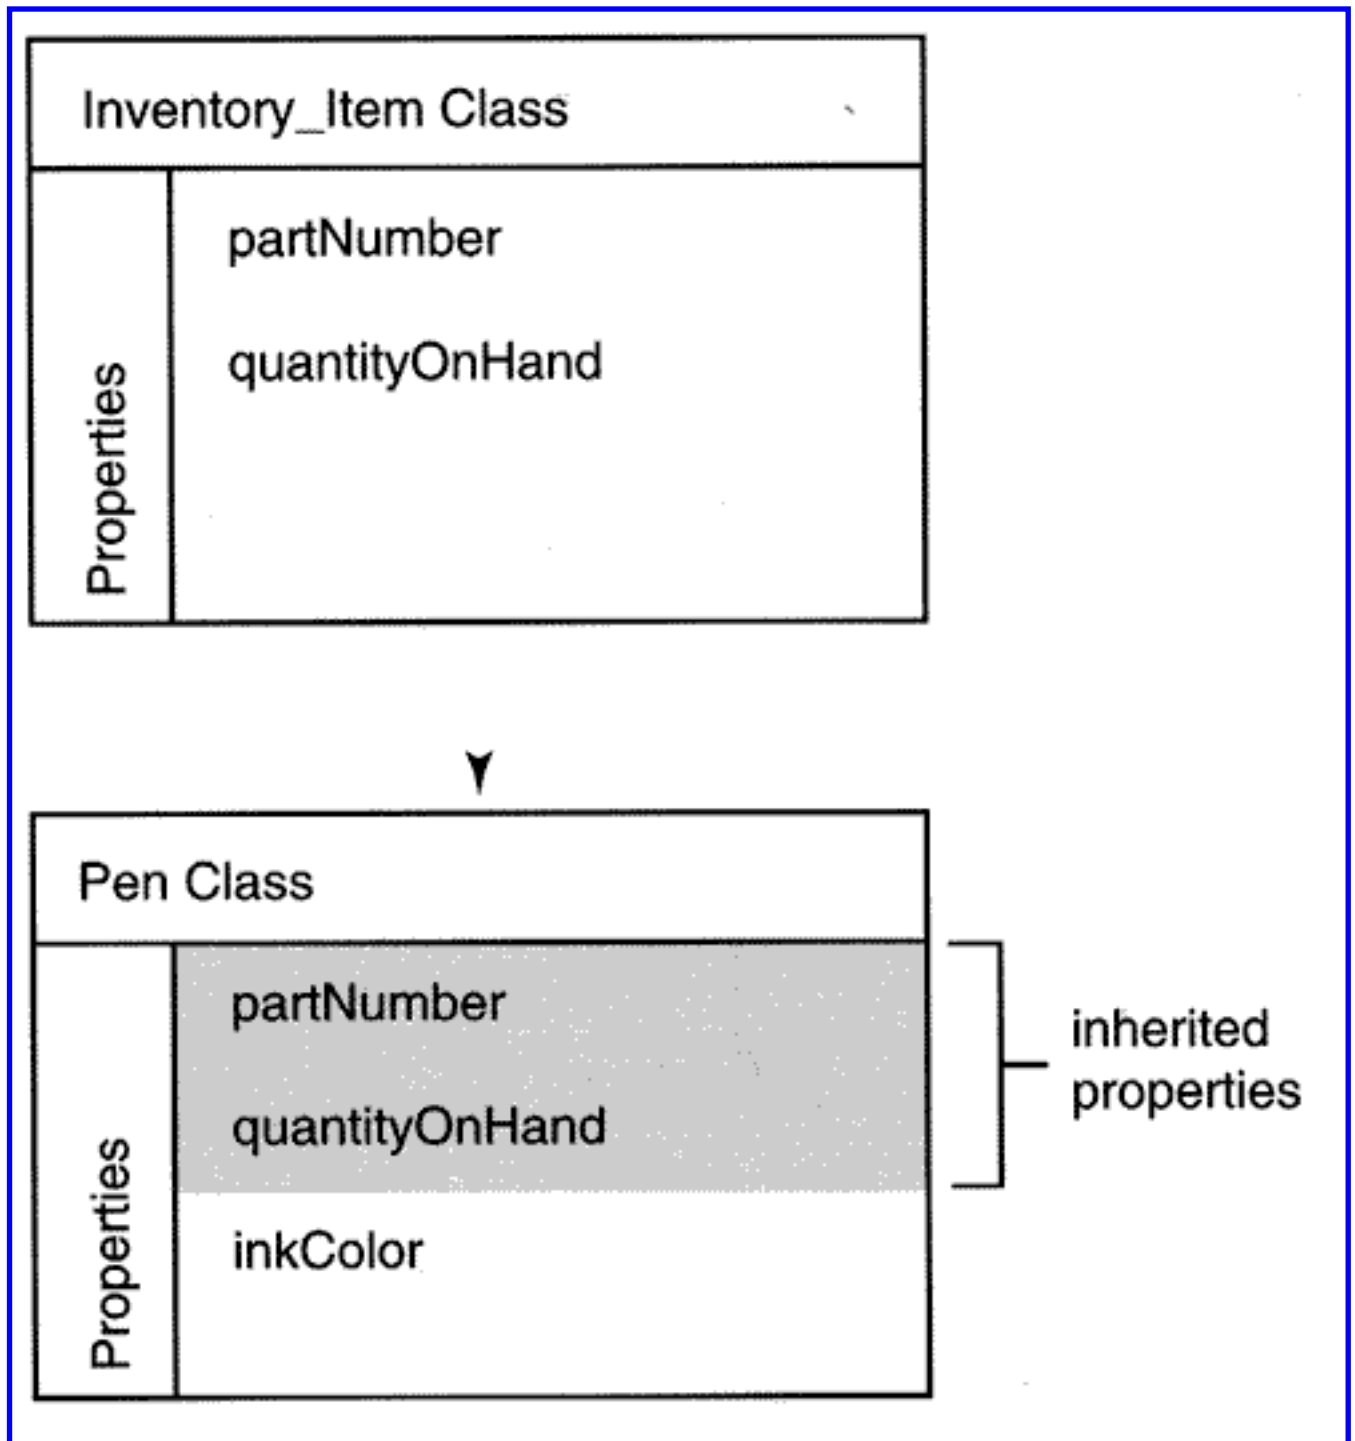 Inventory_Item Class
Properties
partNumber
quantityOnHand
Pen Class
Properties
partNumber
quantityOnHand
inkColor
inherited
properties